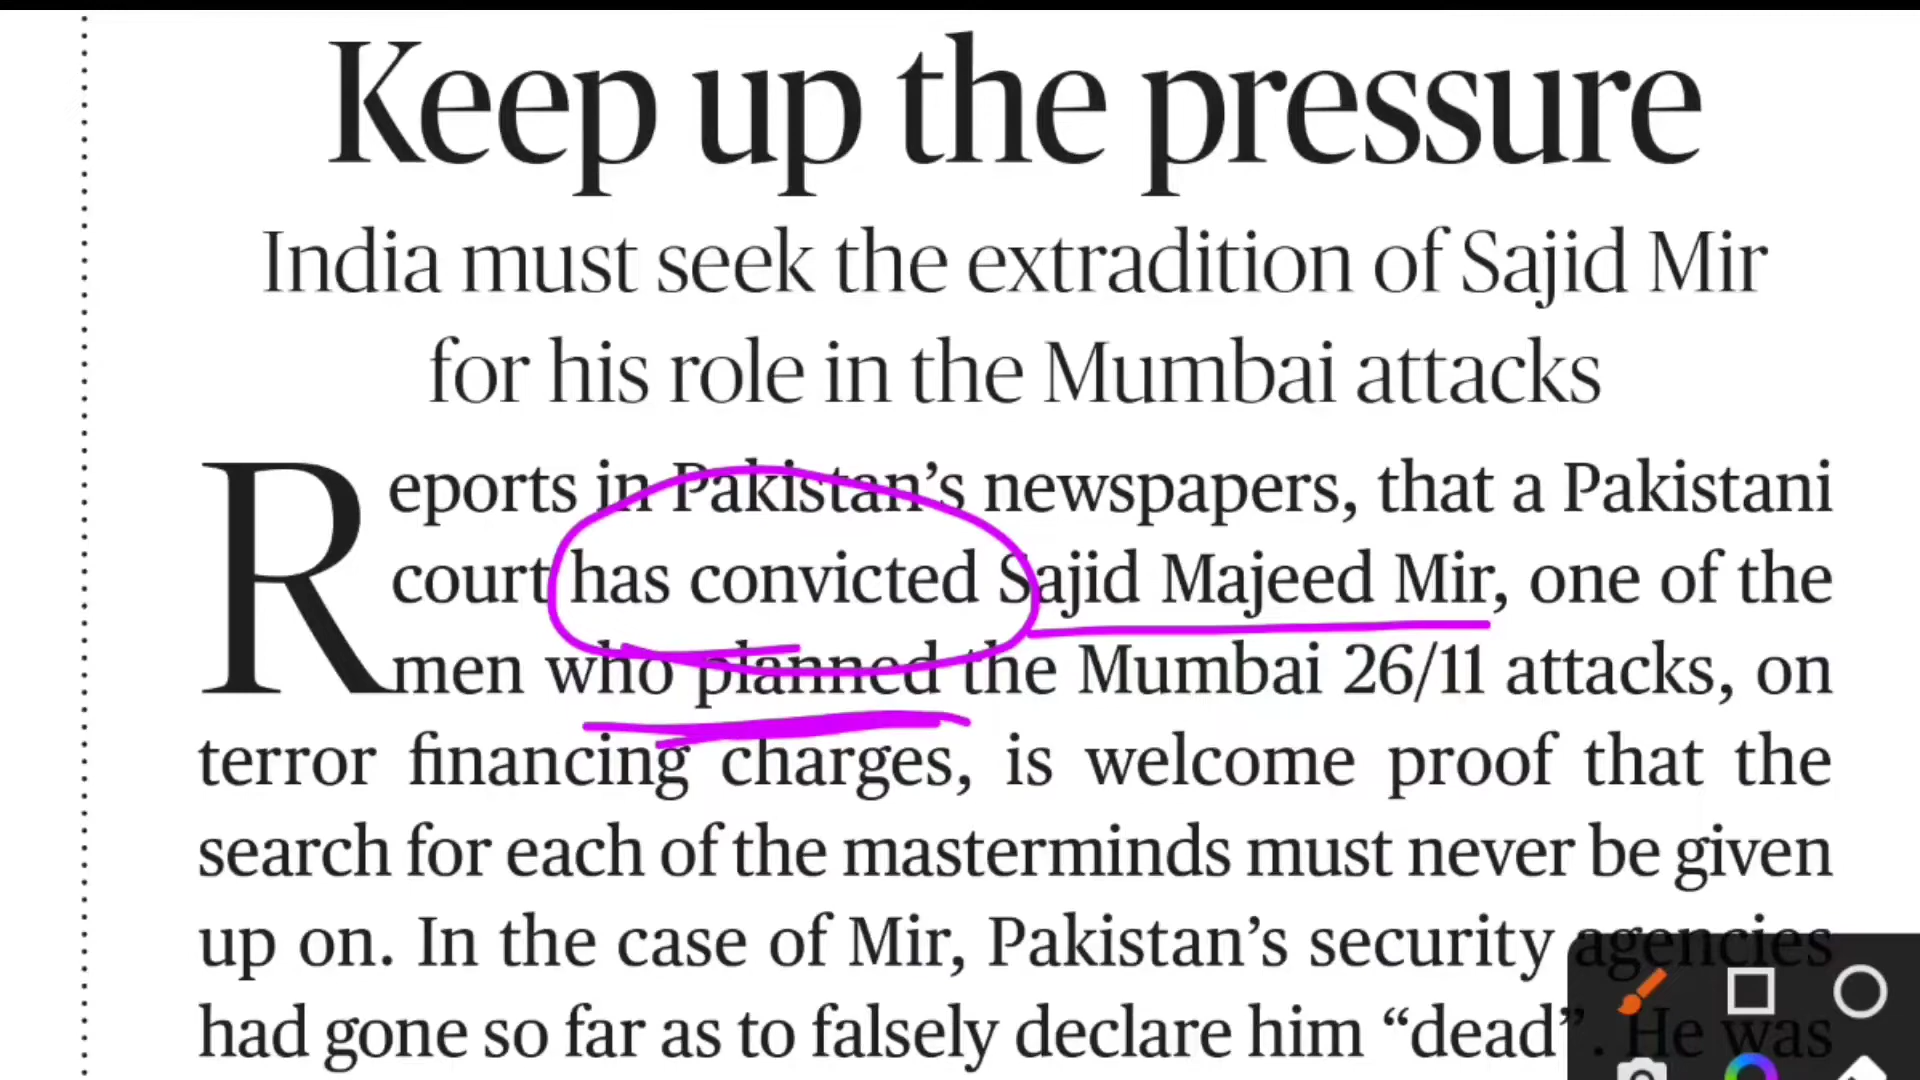 Keep up the pressure
India must seek the extradition of Sajid Mir
for his role in the Mumbai attacks
Reports in Pakistan’s newspapers, that a Pakistani
court has convicted Sajid Majeed Mir, one of the
men who planned the Mumbai 26/11 attacks, on
terror financing charges, is welcome proof that the
search for each of the masterminds must never be given
up on. In the case of Mir, Pakistan’s security agencies
had gone so far as to falsely declare him “dead”. He was